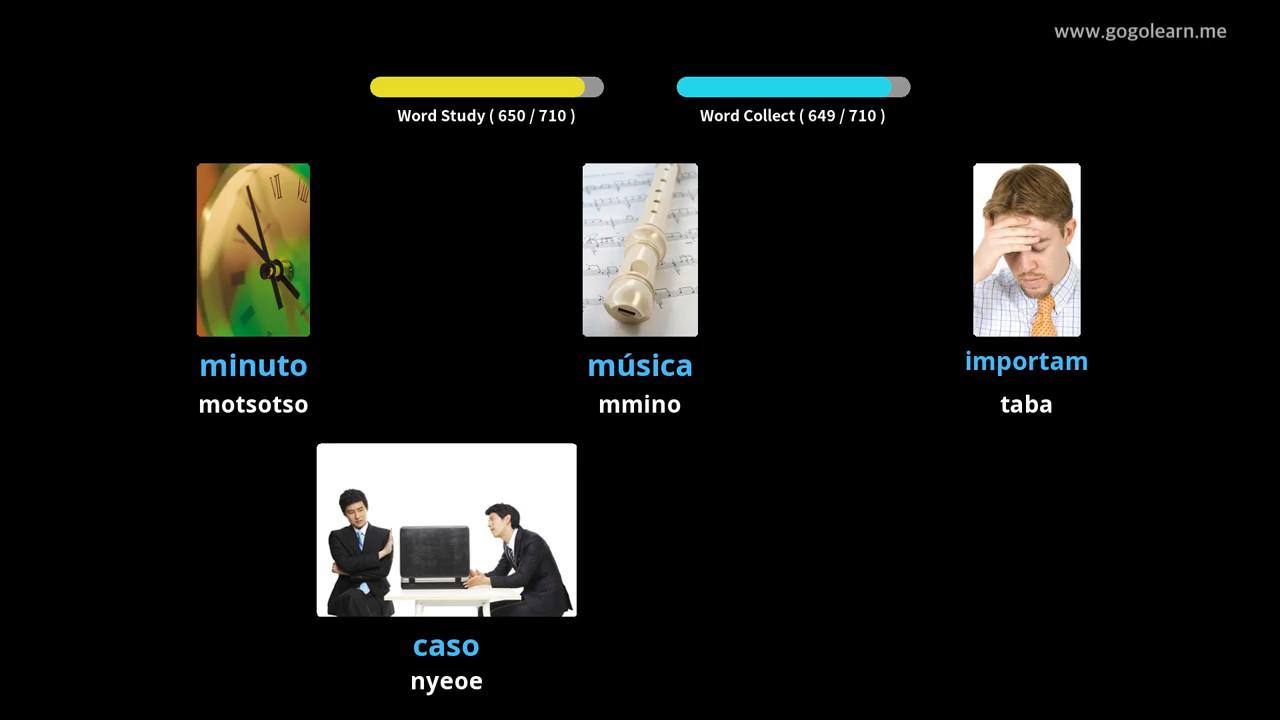 www.gogolearn.me
Word Study ( 650 / 710 )
Word Collect ( 649 / 710 )
minuto
música
importam
motsotso
mmino
taba
caso
nyeoe